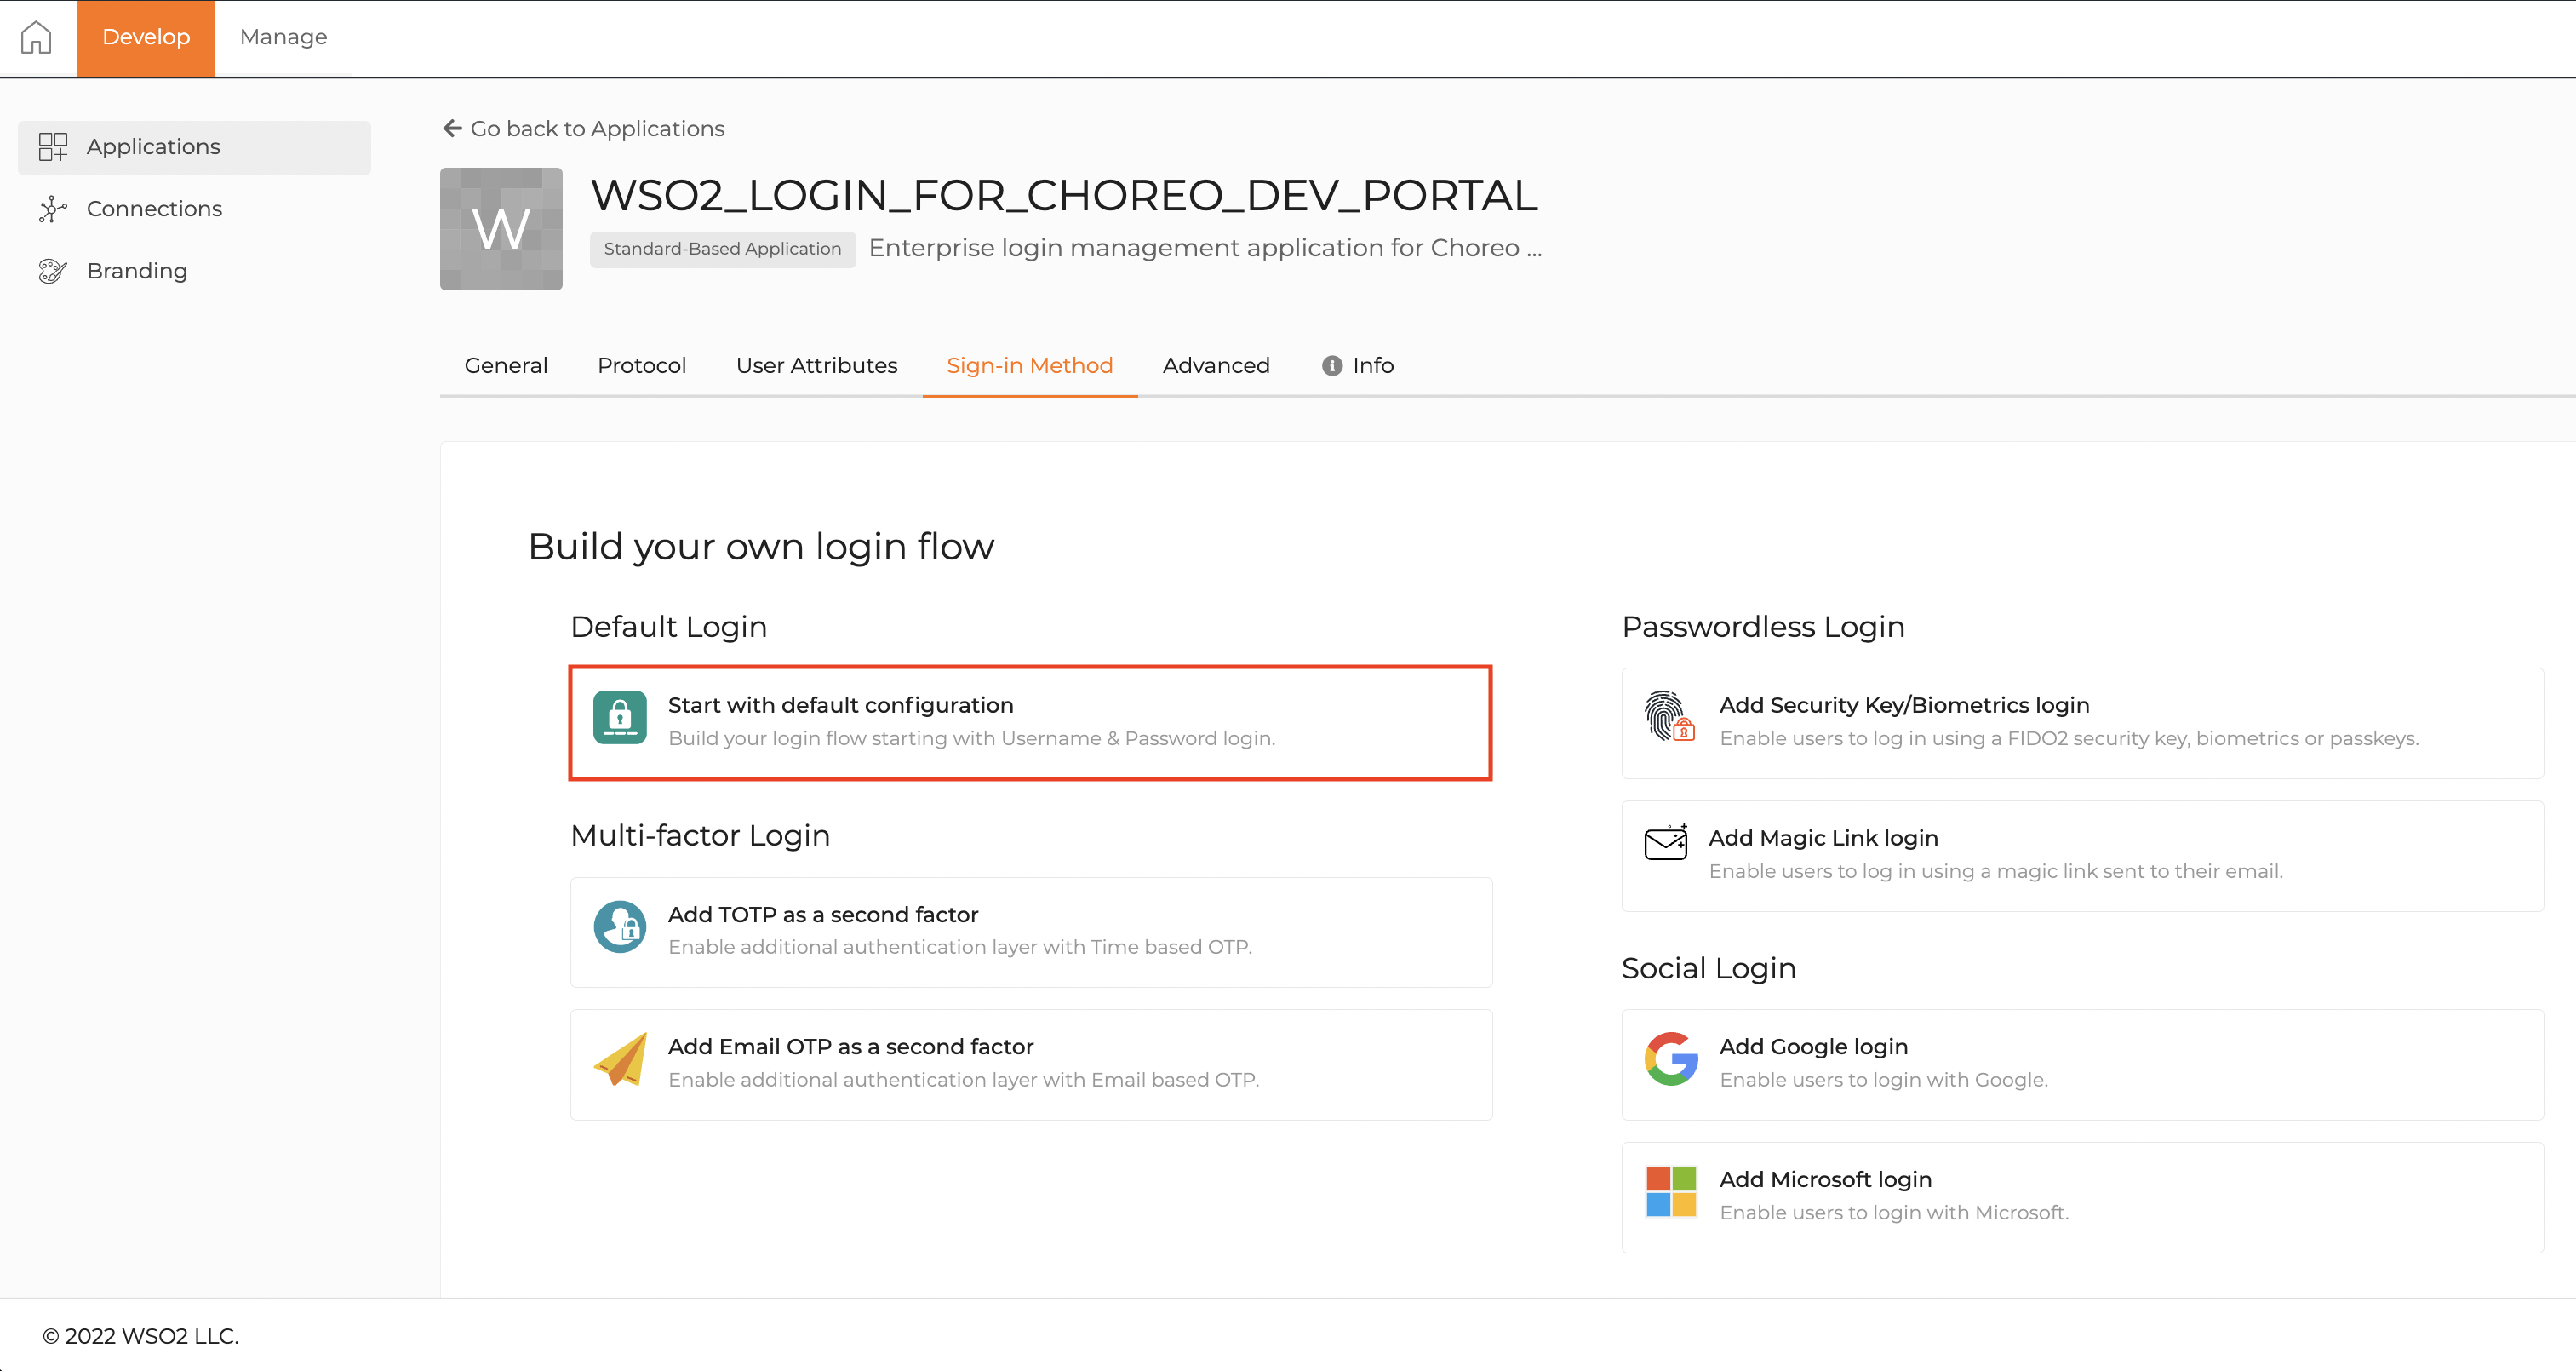 Develop
Manage
Applications
Connections
Branding
Go back to Applications
W
WSO2_LOGIN_FOR_CHOREO_DEV_PORTAL
Standard-Based Application
Enterprise login management application for Choreo ...
General
Protocol
User Attributes
Sign-in Method
Advanced
Info
Build your own login flow
Default Login
Start with default configuration
Build your login flow starting with Username & Password login.
Multi-factor Login
Add TOTP as a second factor
Enable additional authentication layer with Time based OTP.
Add Email OTP as a second factor
Enable additional authentication layer with Email based OTP.
Passwordless Login
Add Security Key/Biometrics login
Enable users to log in using a FIDO2 security key, biometrics or passkeys.
Add Magic Link login
Enable users to log in using a magic link sent to their email.
Social Login
Add Google login
Enable users to login with Google.
Add Microsoft login
Enable users to login with Microsoft.
© 2022 WSO2 LLC.